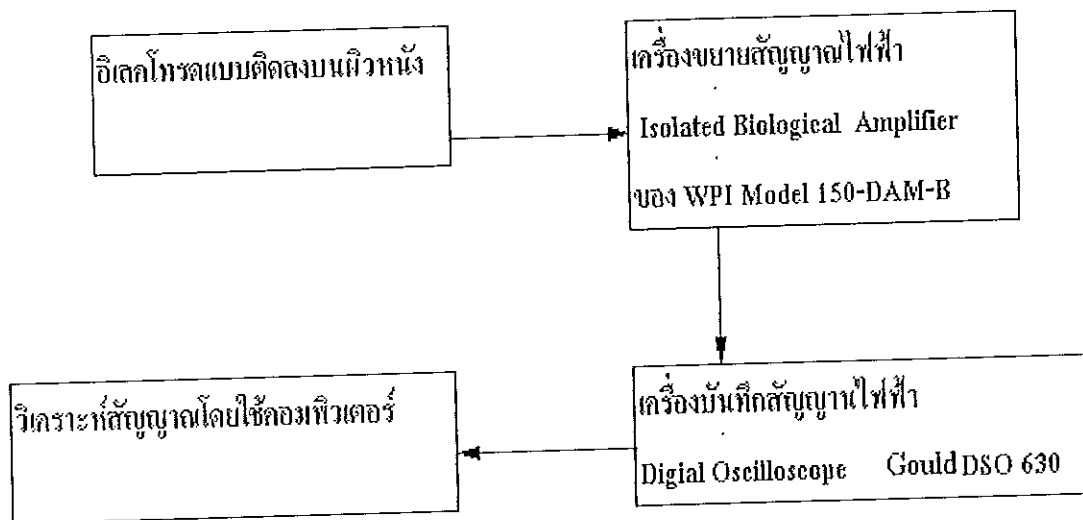 อิเลคโทรดแบบติดลงบนผิวหนัง
เครื่องขยายสัญญาณไฟฟ้า
Isolated Biological Amplifier
ของ WPI Model 150-DAM-B
เครื่องบันทึกสัญญานไฟฟ้า
Digial Oscilloscope Gould DSO 630
วิเคราะห์สัญญาณโดยใช้คอมพิวเตอร์